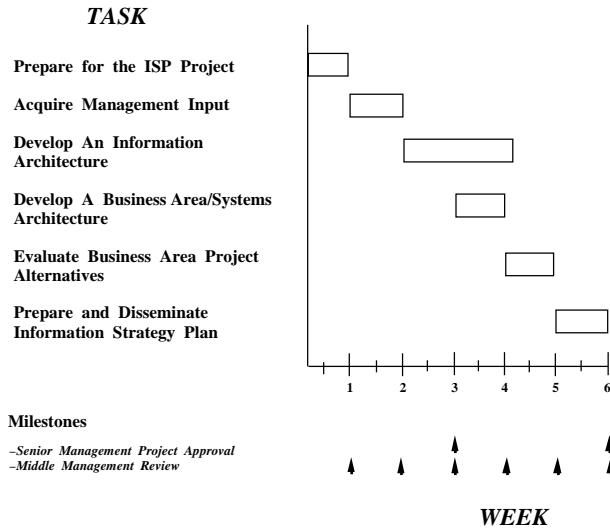 TASK
Prepare for the ISP Project
Acquire Management Input
Develop An Information
Architecture
Develop A Business Area/Systems
Architecture
Evaluate Business Area Project
Alternatives
Prepare and Disseminate
Information Strategy Plan
1 2 3 4 5 6
Milestones
–Senior Management Project Approval
–Middle Management Review
WEEK